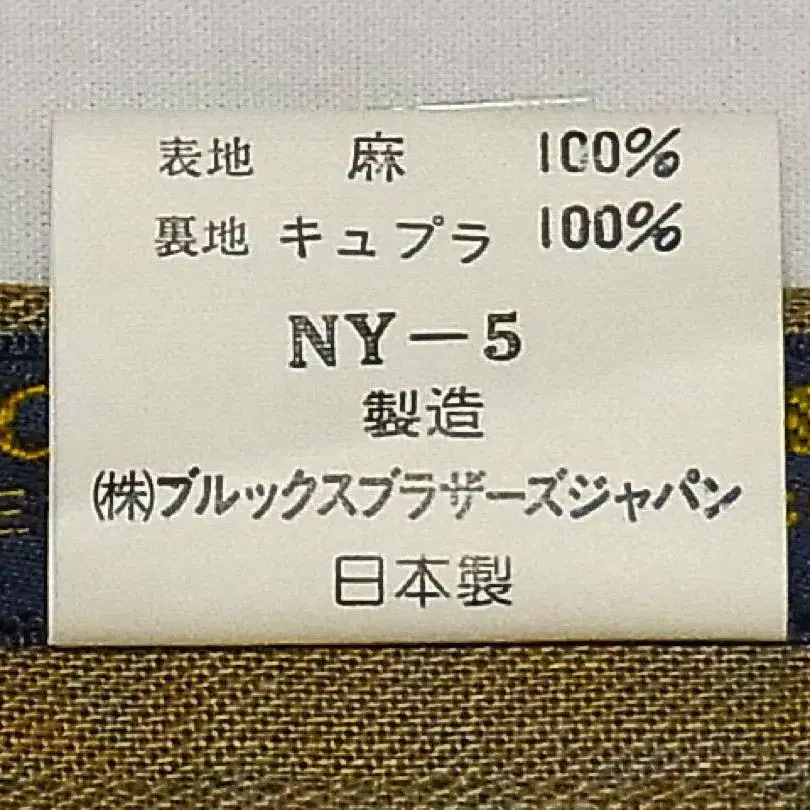 表地 麻 100%
裏地 キュプラ 100%
NY－5
製造
(株)ブルックスブラザーズジャパン
日本製